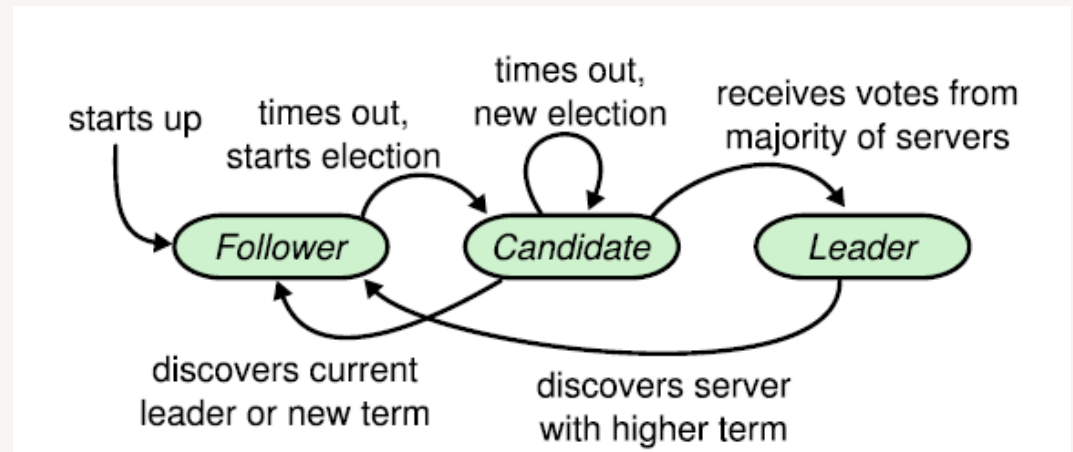 starts up
times out,
starts election
times out,
new election
receives votes from
majority of servers
Follower
Candidate
Leader
discovers current
leader or new term
discovers server
with higher term